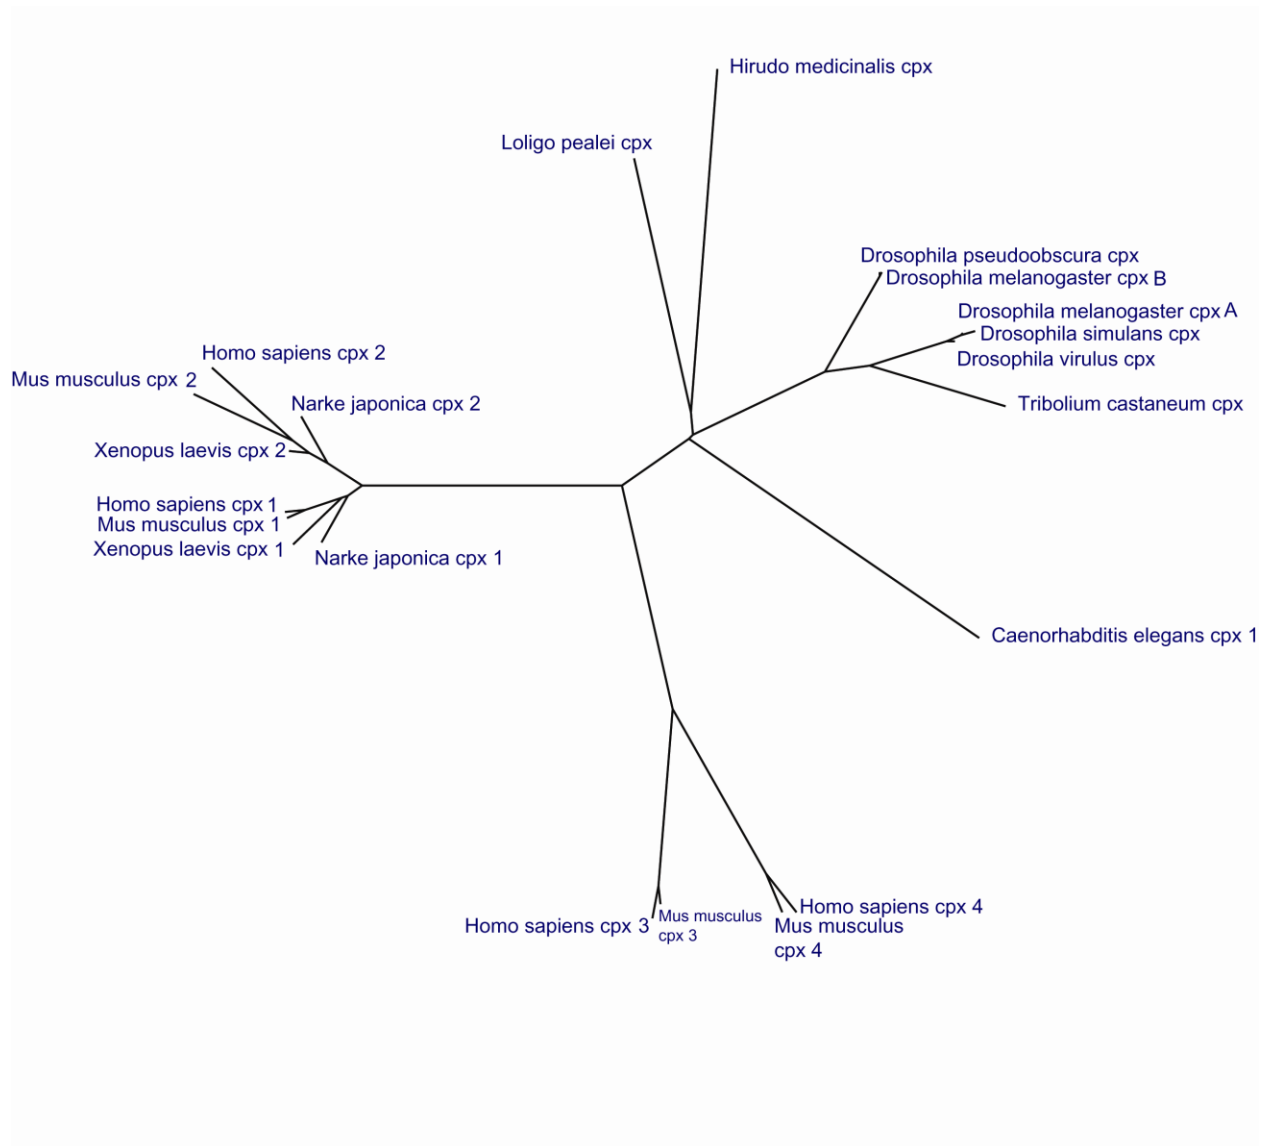 Hirudo medicinalis cpx
Loligo pealei cpx
Drosophila pseudoobscura cpx
Drosophila melanogaster cpx B
Drosophila melanogaster cpx A
Drosophila simulans cpx
Drosophila virulus cpx
Tribolium castaneum cpx
Homo sapiens cpx 2
Mus musculus cpx 2
Narke japonica cpx 2
Xenopus laevis cpx 2
Homo sapiens cpx 1
Mus musculus cpx 1
Xenopus laevis cpx 1
Narke japonica cpx 1
Caenorhabditis elegans cpx 1
Homo sapiens cpx 3
Mus musculus
cpx 3
Homo sapiens cpx 4
Mus musculus
cpx 4